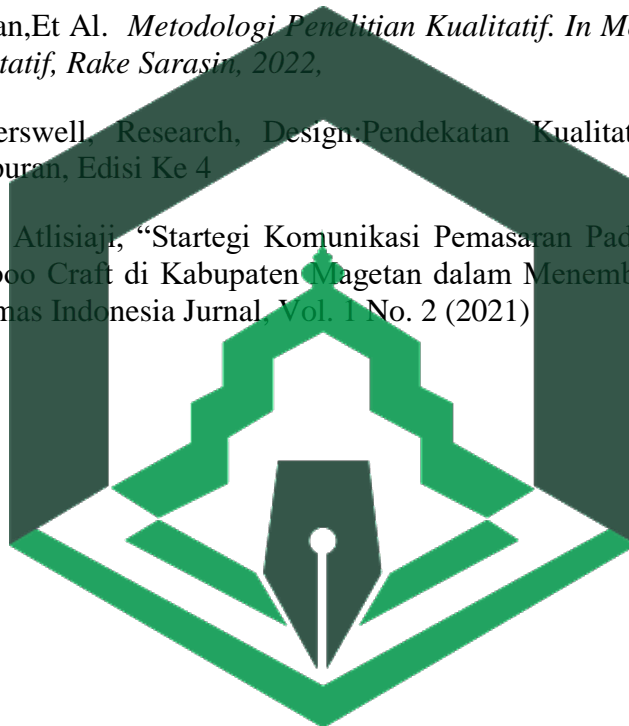 an,Et Al. Metodologi Penelitian Kualitatif. In Me
tatif, Rake Sarasin, 2022,
erswell, Research, Design:Pendekatan Kualitat
puran, Edisi Ke 4
Atlisiaji, “Startegi Komunikasi Pemasaran Pad
oo Craft di Kabupaten Magetan dalam Menemb
mas Indonesia Jurnal, Vol. 1 No. 2 (2021)